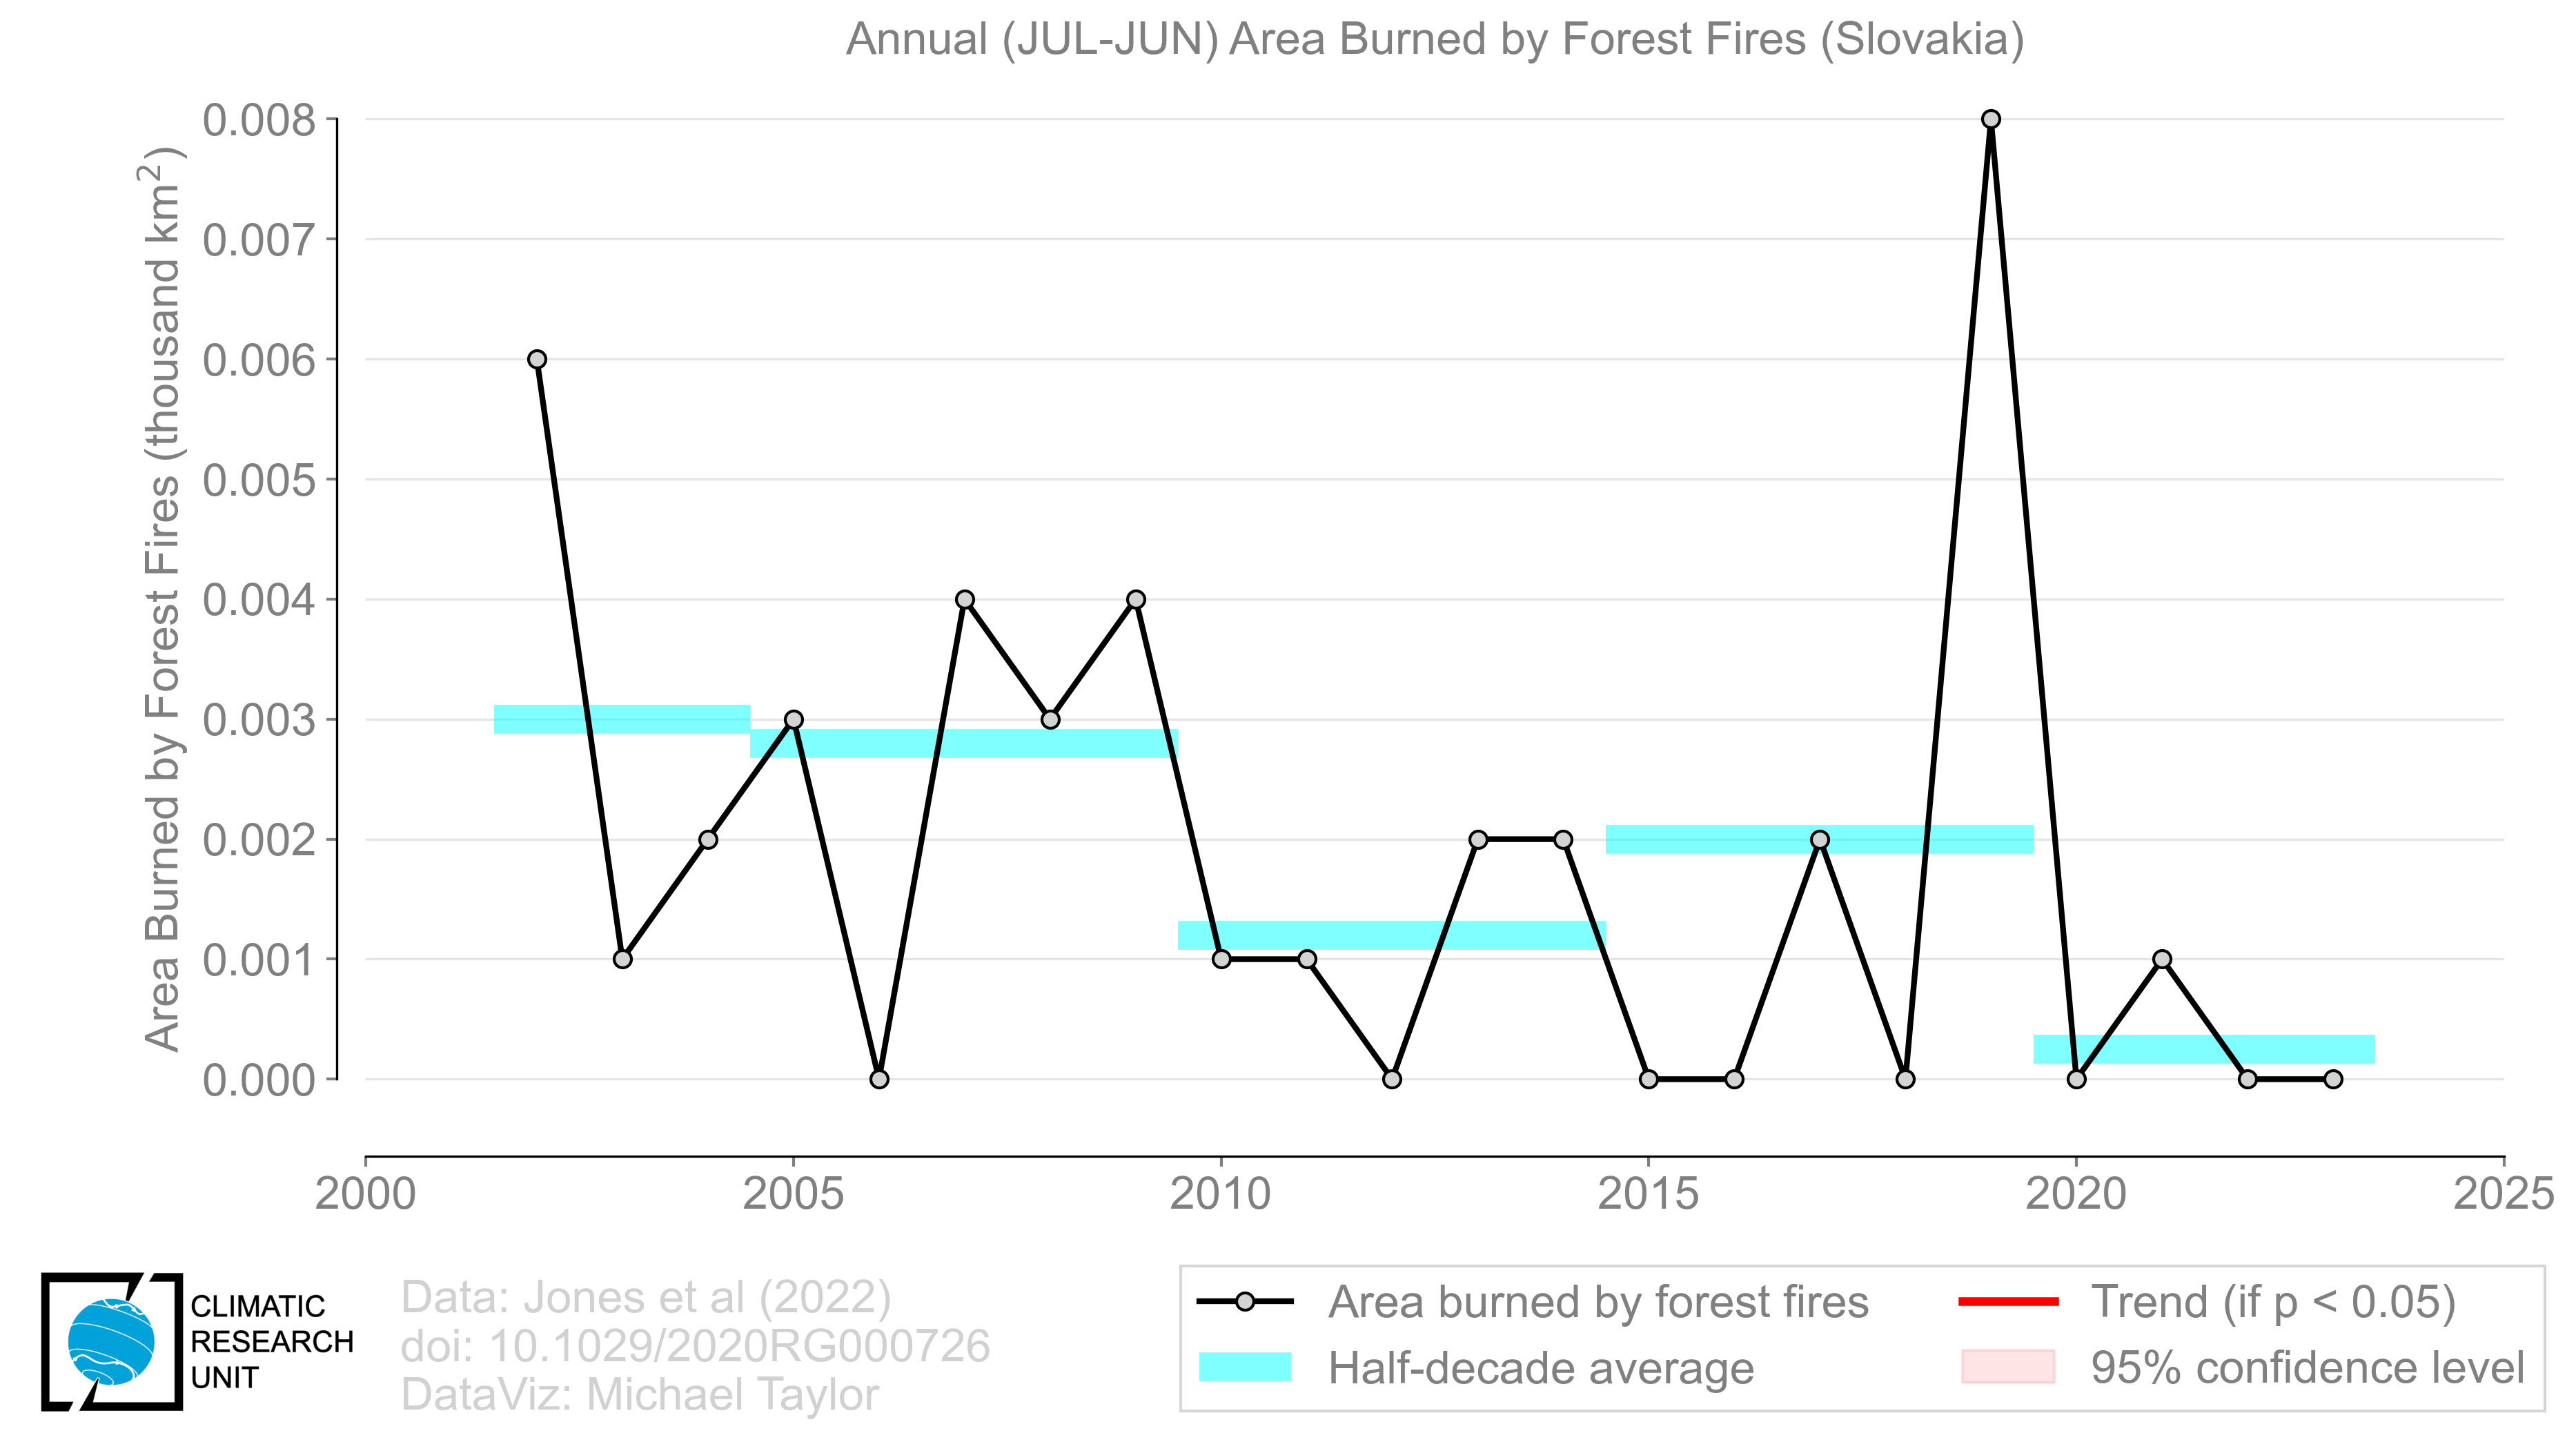 Annual (JUL-JUN) Area Burned by Forest Fires (Slovakia)
Area Burned by Forest Fires (thousand km²)
0.008
0.007
0.006
0.005
0.004
0.003
0.002
0.001
0.000
2000 2005 2010 2015 2020 2025
CLIMATIC
RESEARCH
UNIT
Data: Jones et al (2022)
doi: 10.1029/2020RG000726
DataViz: Michael Taylor
Area burned by forest fires
Half-decade average
Trend (if p < 0.05)
95% confidence level